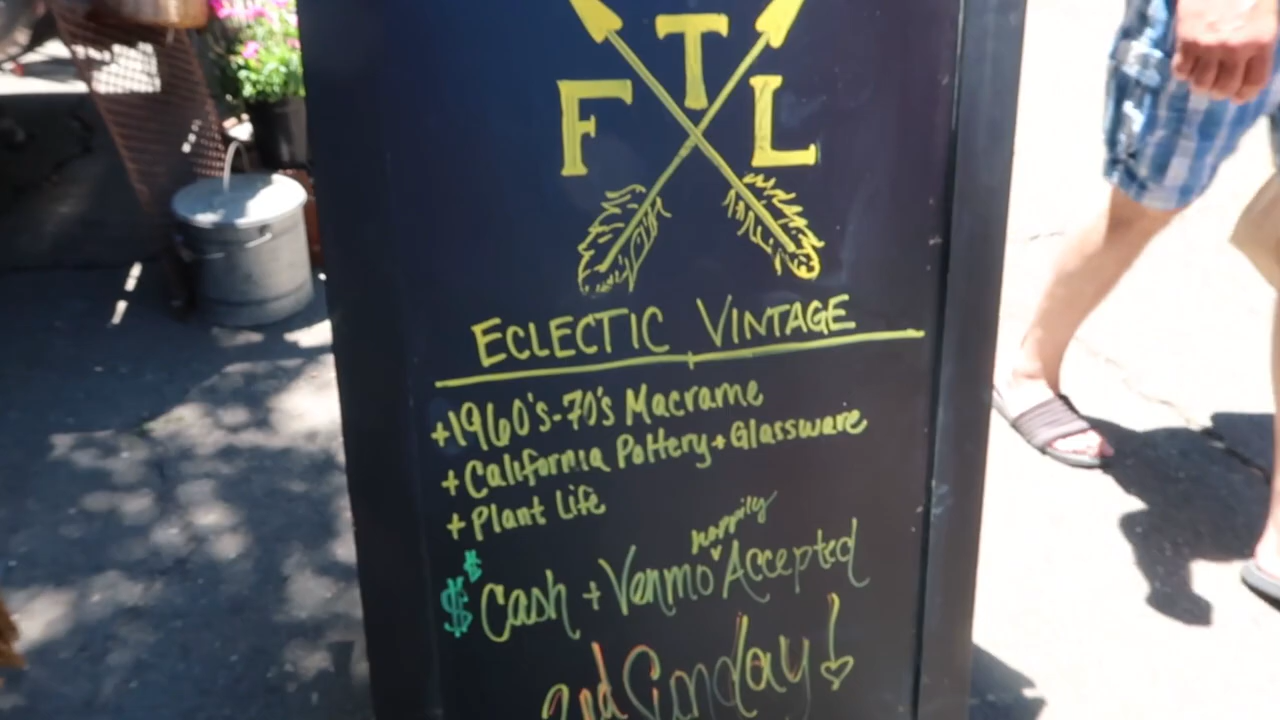 T
F L
ECLECTIC VINTAGE
+1960's-70's Macrame
+California Pottery + Glassware
+Plant Life
$$ Cash + Venmo happily Accepted
2nd Sunday!